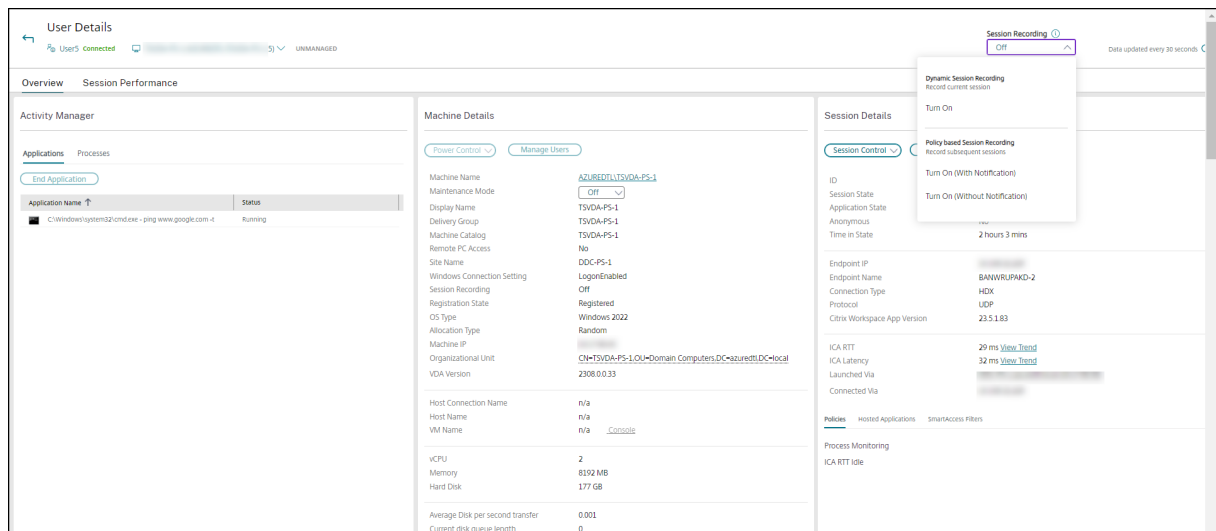 User Details
User5 Connected 5) UNMANAGED
Session Recording
Off
Data updated every 30 seconds
Dynamic Session Recording
Record current session
Turn On
Policy based Session Recording
Record subsequent sessions
Turn On (With Notification)
Turn On (Without Notification)
Overview Session Performance
Activity Manager
Applications Processes
End Application
Application Name Status
C:\Windows\system32\cmd.exe - ping www.google.com -t Running
Machine Details
Power Control Manage Users
Machine Name AZUREDTL\TSVDA-PS-1
Maintenance Mode Off
Display Name TSVDA-PS-1
Delivery Group TSVDA-PS-1
Machine Catalog TSVDA-PS-1
Remote PC Access No
Site Name DDC-PS-1
Windows Connection Setting LogonEnabled
Session Recording Off
Registration State Registered
OS Type Windows 2022
Allocation Type Random
Machine IP
Organizational Unit CN=TSVDA-PS-1,OU=Domain Computers,DC=azuredtl,DC=local
VDA Version 2308.0.0.33
Host Connection Name n/a
Host Name n/a
VM Name n/a Console
vCPU 2
Memory 8192 MB
Hard Disk 177 GB
Average Disk per second transfer 0.001
Current disk queue length 0
Session Details
Session Control
ID
Session State
Application State
Anonymous No
Time in State 2 hours 3 mins
Endpoint IP
Endpoint Name BANWRUPAKD-2
Connection Type HDX
Protocol UDP
Citrix Workspace App Version 23.5.1.83
ICA RTT 29 ms View Trend
ICA Latency 32 ms View Trend
Launched Via
Connected Via
Policies Hosted Applications SmartAccess Filters
Process Monitoring
ICA RTT Idle